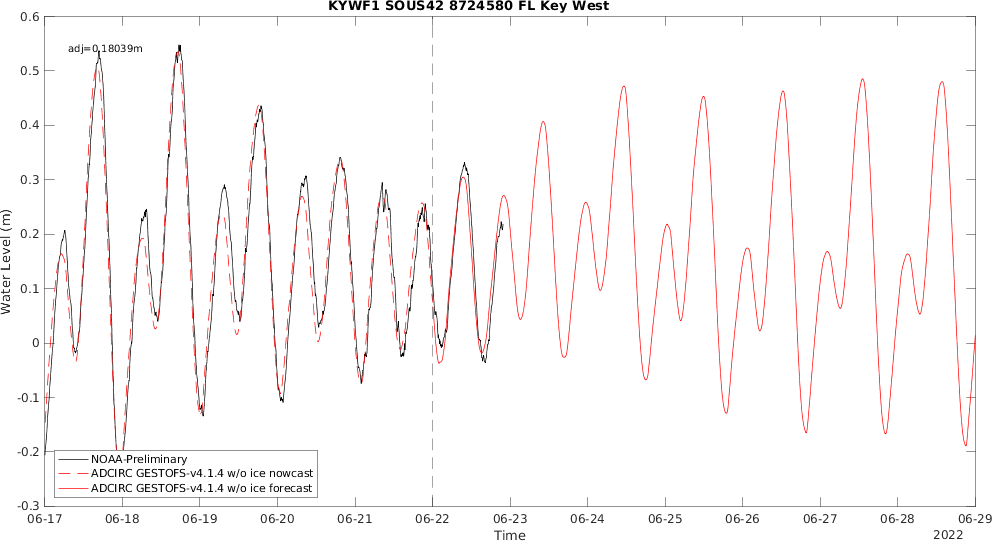 KYWF1 SOUS42 8724580 FL Key West
0.6
adj=0.18039m
0.5
0.4
0.3
0.2
0.1
0
-0.1
-0.2
-0.3
Water Level (m)
NOAA-Preliminary
ADCIRC GESTOFS-v4.1.4 w/o ice nowcast
ADCIRC GESTOFS-v4.1.4 w/o ice forecast
06-17 06-18 06-19 06-20 06-21 06-22 06-23 06-24 06-25 06-26 06-27 06-28 06-29
Time
2022